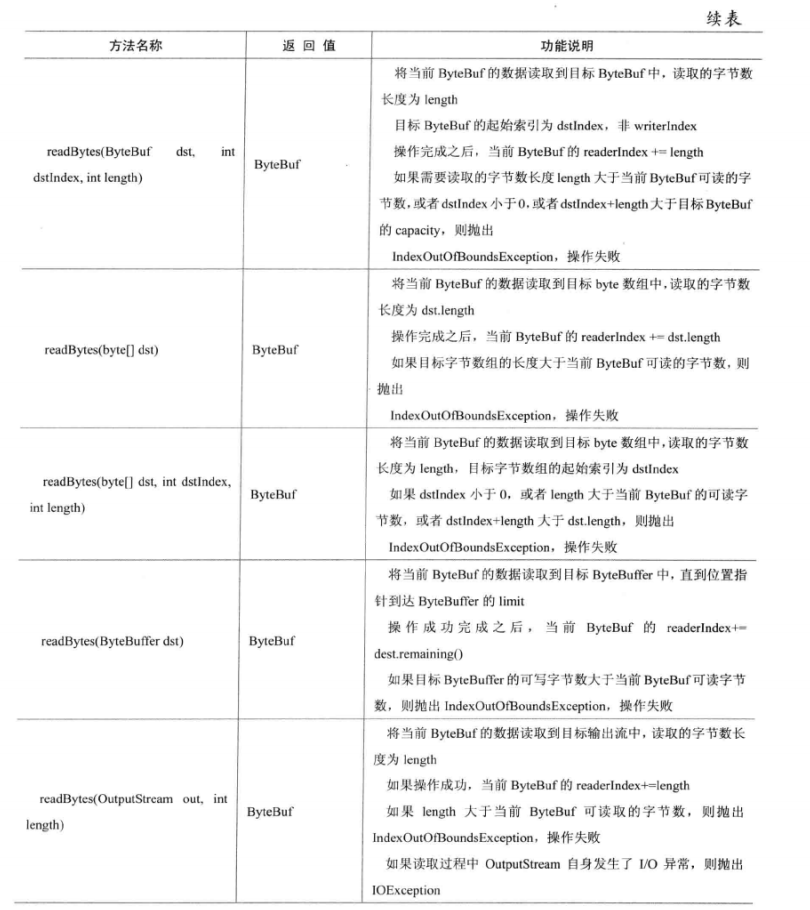 续表
方法名称 返 回 值 功能说明
readBytes(ByteBuf dst, int
dstIndex, int length)
ByteBuf
将当前 ByteBuf 的数据读取到目标 ByteBuf 中，读取的字节数
长度为 length
目标 ByteBuf 的起始索引为 dstIndex，非 writerIndex
操作完成之后，当前 ByteBuf 的 readerIndex += length
如果需要读取的字节数长度 length 大于当前 ByteBuf 可读的字
节数，或者 dstIndex 小于 0，或者 dstIndex+length 大于目标 ByteBuf
的 capacity，则抛出
IndexOutOfBoundsException，操作失败
readBytes(byte[] dst)
ByteBuf
将当前 ByteBuf 的数据读取到目标 byte 数组中，读取的字节数
长度为 dst.length
操作完成之后，当前 ByteBuf 的 readerIndex += dst.length
如果目标字节数组的长度大于当前 ByteBuf 可读的字节数，则
抛出
IndexOutOfBoundsException，操作失败
readBytes(byte[] dst, int dstIndex,
int length)
ByteBuf
将当前 ByteBuf 的数据读取到目标 byte 数组中，读取的字节数
长度为 length，目标字节数组的起始索引为 dstIndex
如果 dstIndex 小于 0，或者 length 大于当前 ByteBuf 的可读字
节数，或者 dstIndex+length 大于 dst.length，则抛出
IndexOutOfBoundsException，操作失败
readBytes(ByteBuffer dst)
ByteBuf
将当前 ByteBuf 的数据读取到目标 ByteBuffer 中，直到位置指
针到达 ByteBuffer 的 limit
操作成功完成之后，当前 ByteBuf 的 readerIndex+=
dest.remaining()
如果目标 ByteBuffer 的可写字节数大于当前 ByteBuf 可读字节
数，则抛出 IndexOutOfBoundsException，操作失败
readBytes(OutputStream out, int
length)
ByteBuf
将当前 ByteBuf 的数据读取到目标输出流中，读取的字节数长
度为 length
如果操作成功，当前 ByteBuf 的 readerIndex+=length
如果 length 大于当前 ByteBuf 可读取的字节数，则抛出
IndexOutOfBoundsException，操作失败
如果读取过程中 OutputStream 自身发生了 I/O 异常，则抛出
IOException